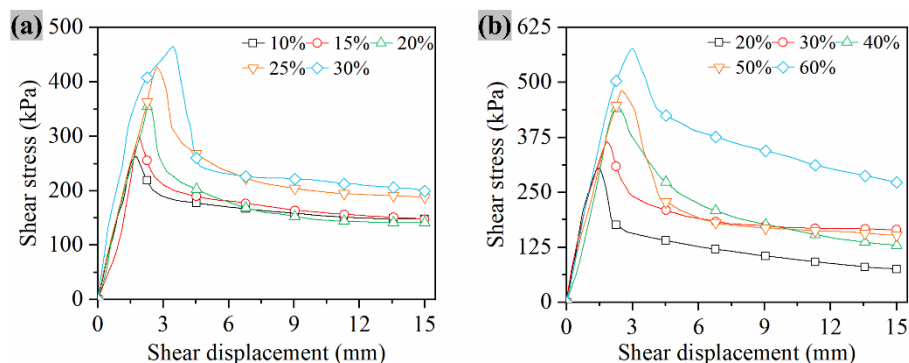 (a)
10% 15% 20%
25% 30%
Shear stress (kPa)
500
400
300
200
100
0
0 3 6 9 12 15
Shear displacement (mm)
(b)
20% 30% 40%
50% 60%
Shear stress (kPa)
625
500
375
250
125
0
0 3 6 9 12 15
Shear displacement (mm)